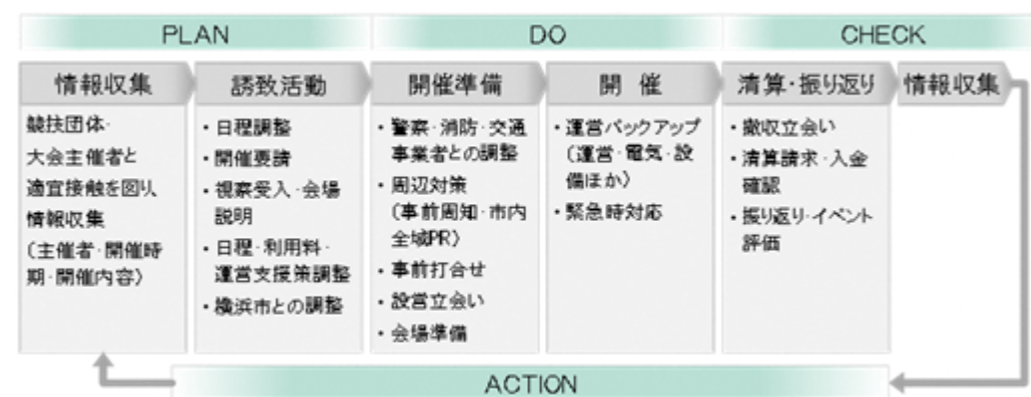 PLAN
DO
CHECK
情報収集
誘致活動
開催準備
開 催
清算・振り返り
情報収集
競技団体・
大会主催者と
適宜接触を図り、
情報収集
(主催者・開催時
期・開催内容)
・日程調整
・開催要請
・視察受入・会場
説明
・日程・利用料・
運営支援策調整
・横浜市との調整
・警察・消防・交通
事業者との調整
・周辺対策
(事前周知・市内
全域PR)
・事前打合せ
・設営立会い
・会場準備
・運営バックアップ
(運営・電気・設
備ほか)
・緊急時対応
・撤収立会い
・清算請求・入金
確認
・振り返り・イベント
評価
ACTION